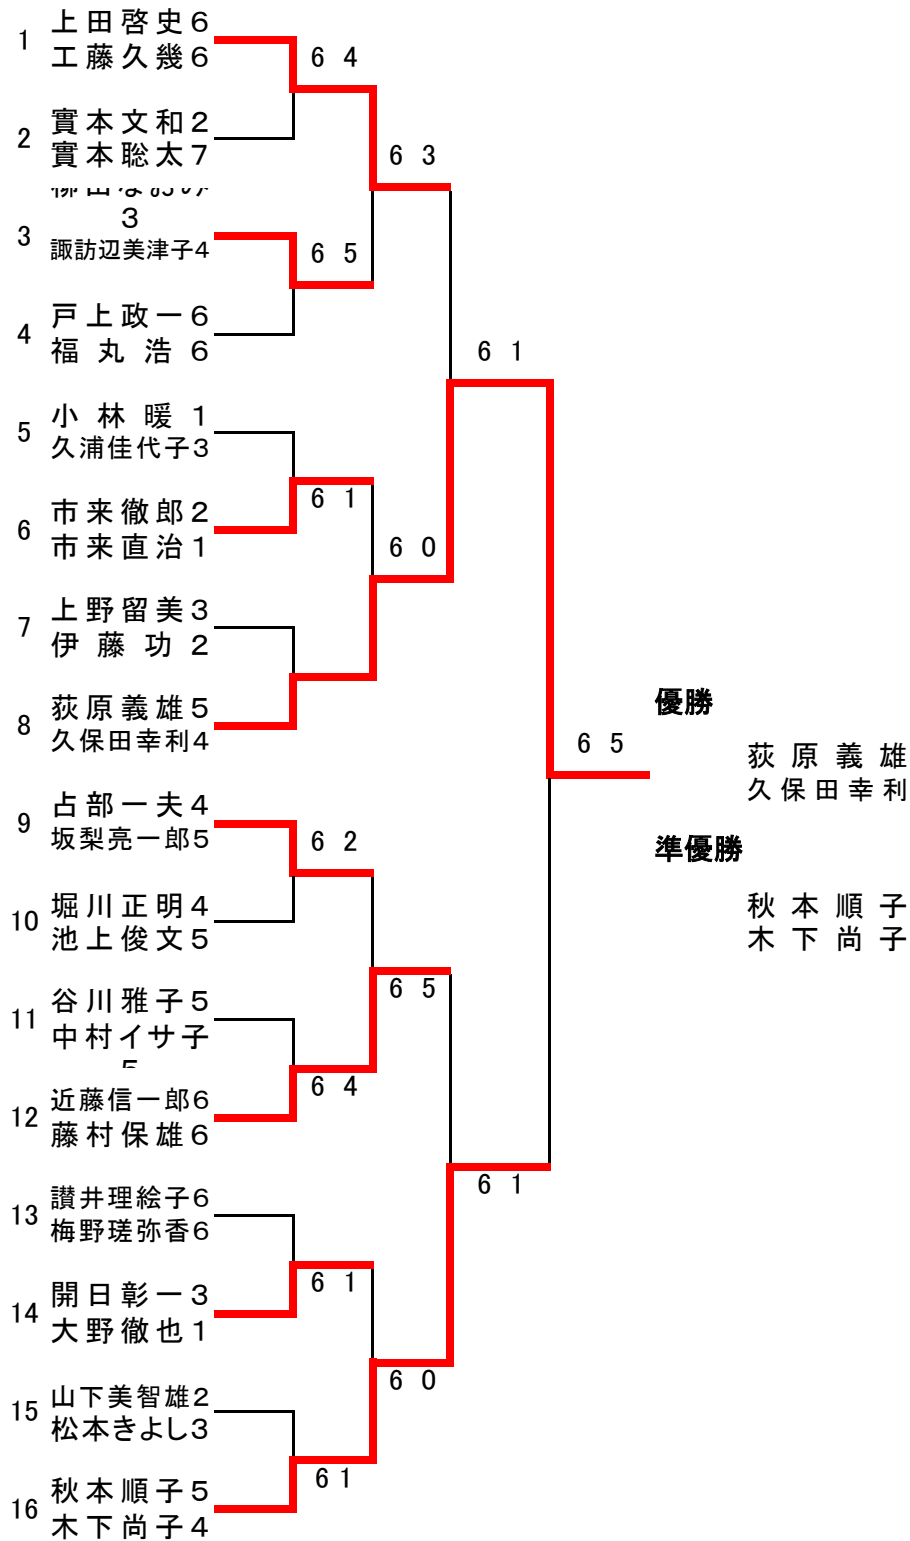 1
上田啓史6
工藤久幾6
6 4
2
實本文和2
實本聡太7
6 3
3
3
諏訪辺美津子4
6 5
4
戸上政一6
福丸浩 6
6 1
5
小林暖 1
久浦佳代子3
6 1
6
市来徹郎2
市来直治1
6 0
7
上野留美3
伊藤功 2
8
荻原義雄5
久保田幸利4
優勝
6 5
荻原義雄
久保田幸利
9
占部一夫4
坂梨亮一郎5
6 2
準優勝
10
堀川正明4
池上俊文5
秋本順子
木下尚子
6 5
11
谷川雅子5
中村イサ子
6 4
12
近藤信一郎6
藤村保雄6
6 1
13
讃井理絵子6
梅野瑳弥香6
6 1
14
開日彰一3
大野徹也1
6 0
15
山下美智雄2
松本きよし3
61
16
秋本順子5
木下尚子4